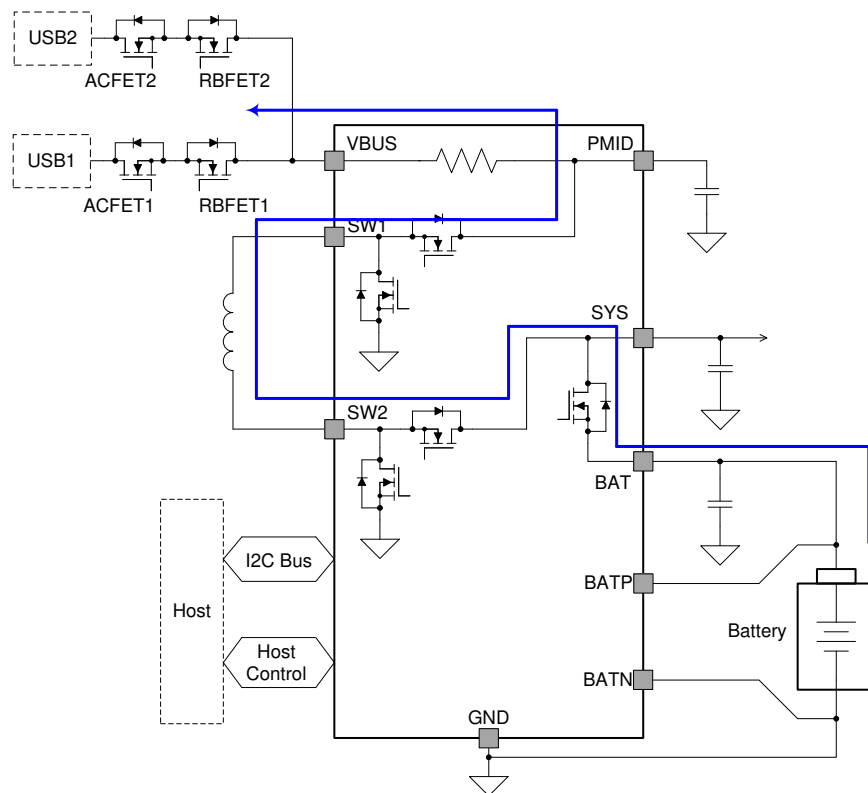 USB2
ACFET2
RBFET2
USB1
ACFET1
RBFET1
VBUS
PMID
SW1
SYS
SW2
BAT
I2C Bus
Host
BATP
Battery
Host
Control
BATN
GND